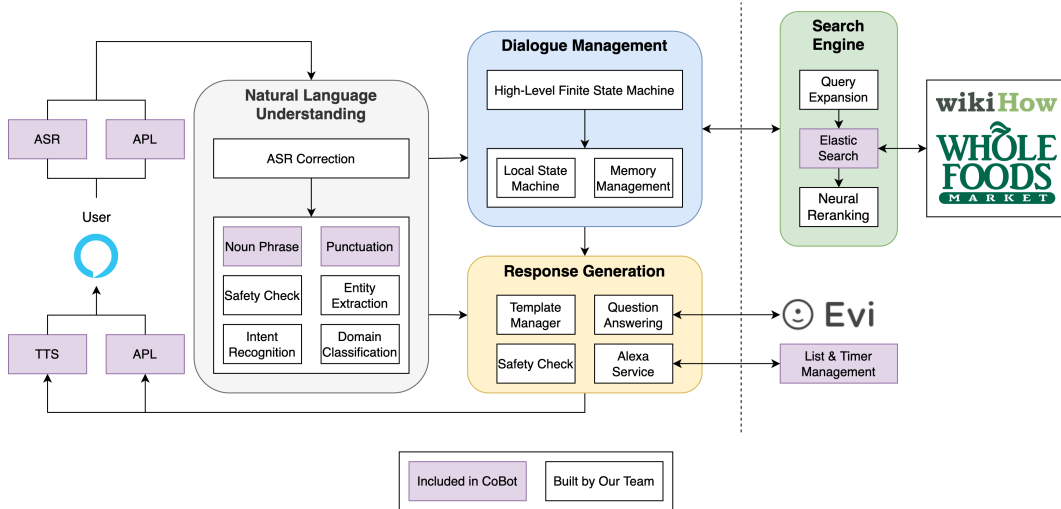 Dialogue Management
High-Level Finite State Machine
Local State
Machine
Memory
Management
Search
Engine
Query
Expansion
Elastic
Search
Neural
Reranking
wikiHow
WHOLE
FOODS
MARKET
Natural Language
Understanding
ASR Correction
Noun Phrase
Punctuation
Safety Check
Entity
Extraction
Intent
Recognition
Domain
Classification
ASR
APL
User
TTS
APL
Response Generation
Template
Manager
Question
Answering
Safety Check
Alexa
Service
Evi
List & Timer
Management
Included in CoBot
Built by Our Team